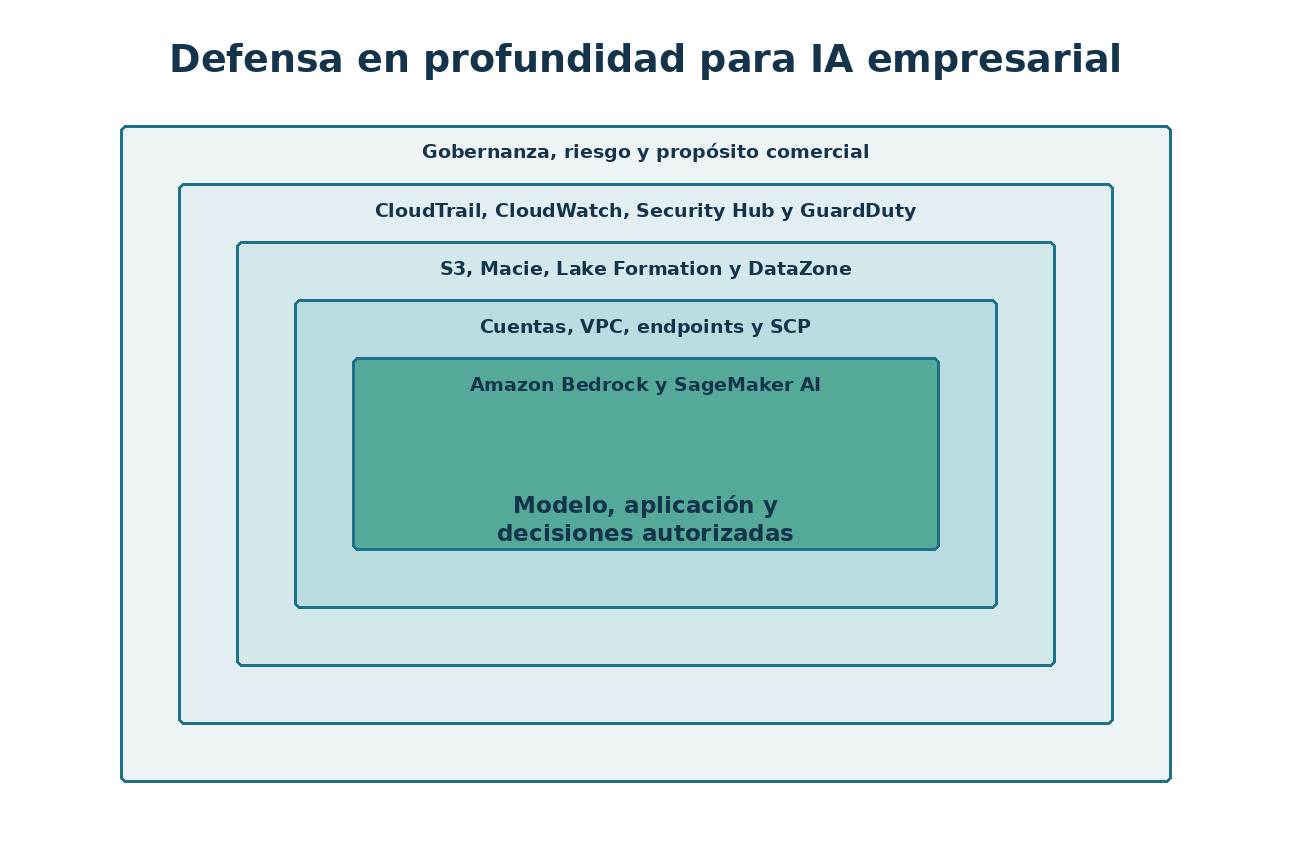 Defensa en profundidad para IA empresarial
Gobernanza, riesgo y propósito comercial
CloudTrail, CloudWatch, Security Hub y GuardDuty
S3, Macie, Lake Formation y DataZone
Cuentas, VPC, endpoints y SCP
Amazon Bedrock y SageMaker AI
Modelo, aplicación y
decisiones autorizadas